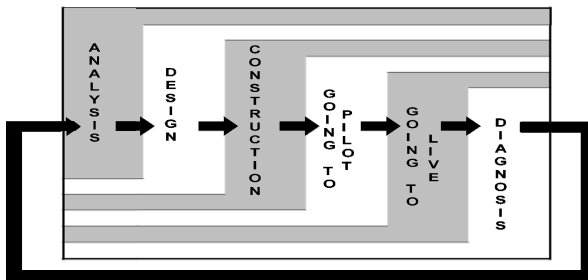 ANALYSIS
DESIGN
CONSTRUCTION
GOING TO
PILOT
GOING TO
LIVE
DIAGNOSIS